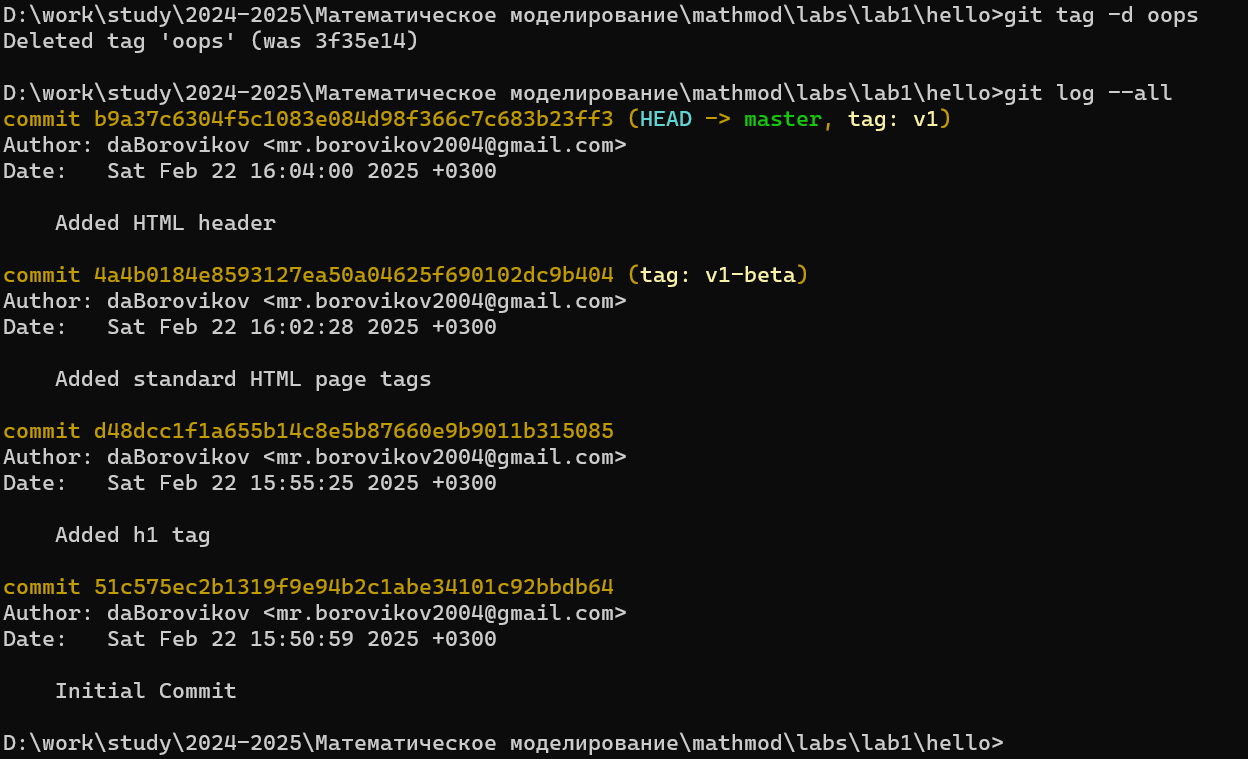 D:\work\study\2024-2025\Математическое моделирование\mathmod\labs\lab1\hello>git tag -d oops
Deleted tag 'oops' (was 3f35e14)
D:\work\study\2024-2025\Математическое моделирование\mathmod\labs\lab1\hello>git log --all
commit b9a37c6304f5c1083e084d98f366c7c683b23ff3 (HEAD -> master, tag: v1)
Author: daBorovikov <mr.borovikov2004@gmail.com>
Date:   Sat Feb 22 16:04:00 2025 +0300
Added HTML header
commit 4a4b0184e8593127ea50a04625f690102dc9b404 (tag: v1-beta)
Author: daBorovikov <mr.borovikov2004@gmail.com>
Date:   Sat Feb 22 16:02:28 2025 +0300
Added standard HTML page tags
commit d48dcc1f1a655b14c8e5b87660e9b9011b315085
Author: daBorovikov <mr.borovikov2004@gmail.com>
Date:   Sat Feb 22 15:55:25 2025 +0300
Added h1 tag
commit 51c575ec2b1319f9e94b2c1abe34101c92bbdb64
Author: daBorovikov <mr.borovikov2004@gmail.com>
Date:   Sat Feb 22 15:50:59 2025 +0300
Initial Commit
D:\work\study\2024-2025\Математическое моделирование\mathmod\labs\lab1\hello>